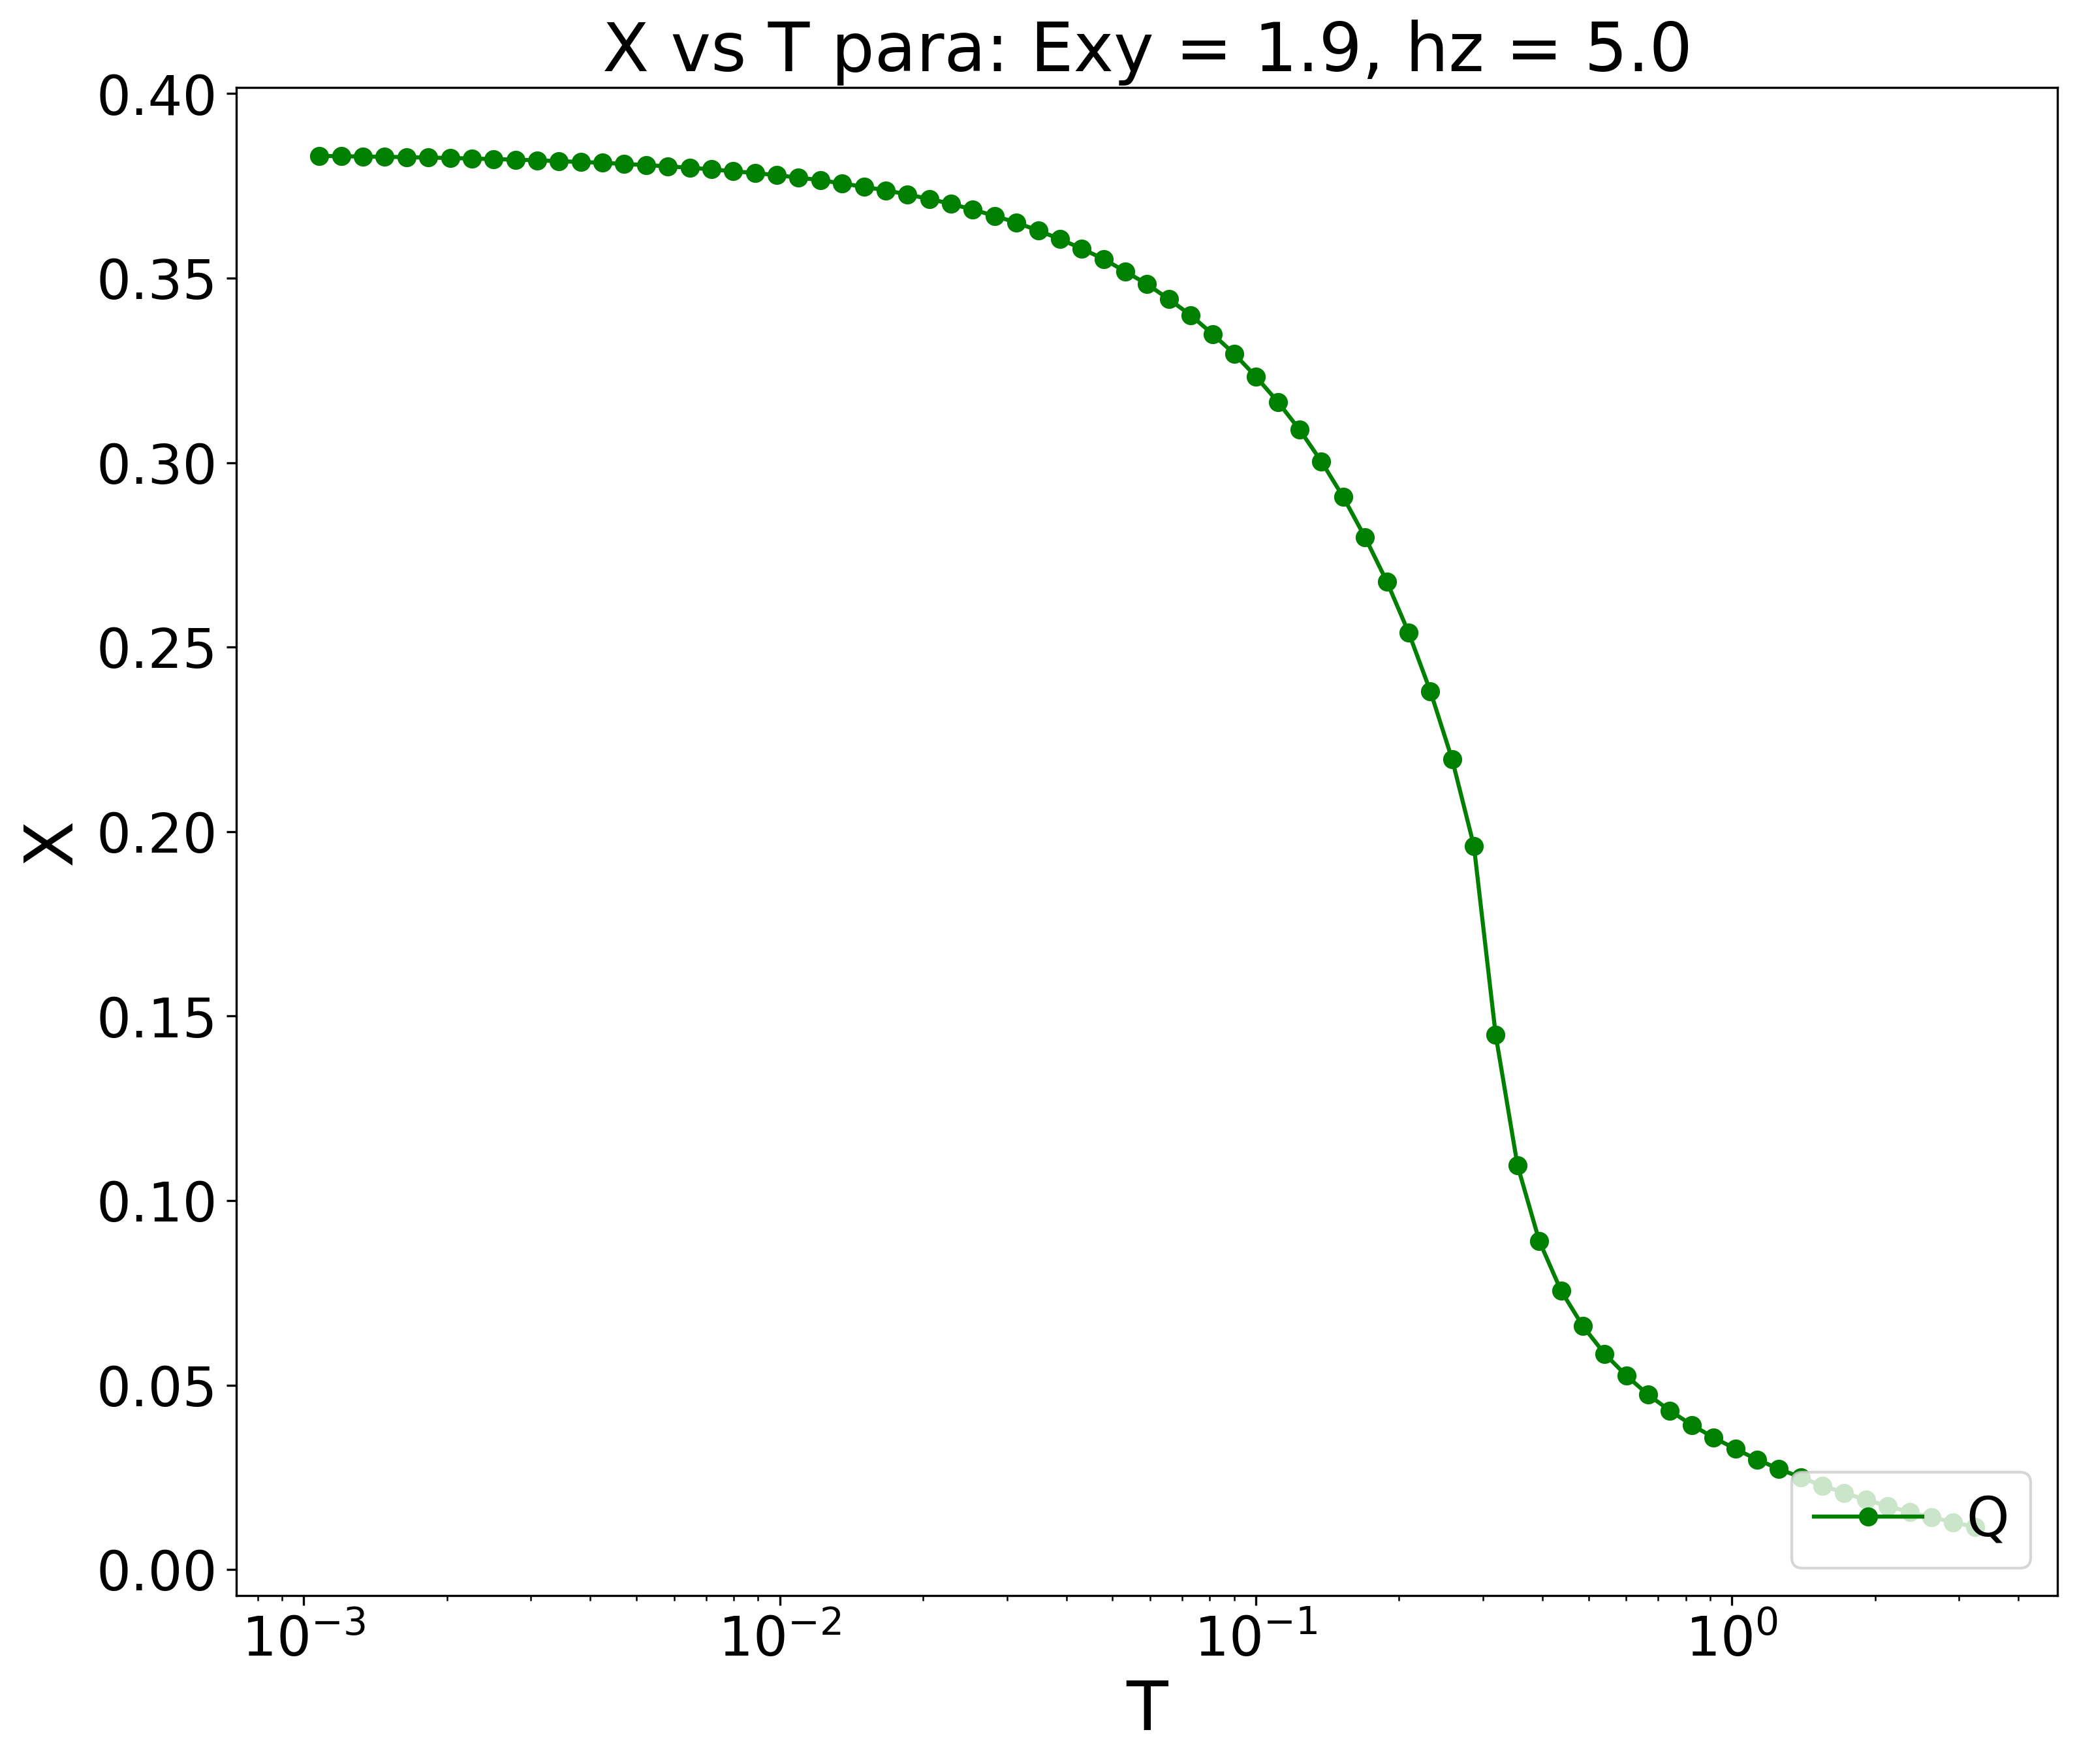 X vs T para: Exy = 1.9, hz = 5.0
0.40
0.35
0.30
0.25
0.20
0.15
0.10
0.05
0.00
X
10⁻³ 10⁻² 10⁻¹ 10⁰
T
Q